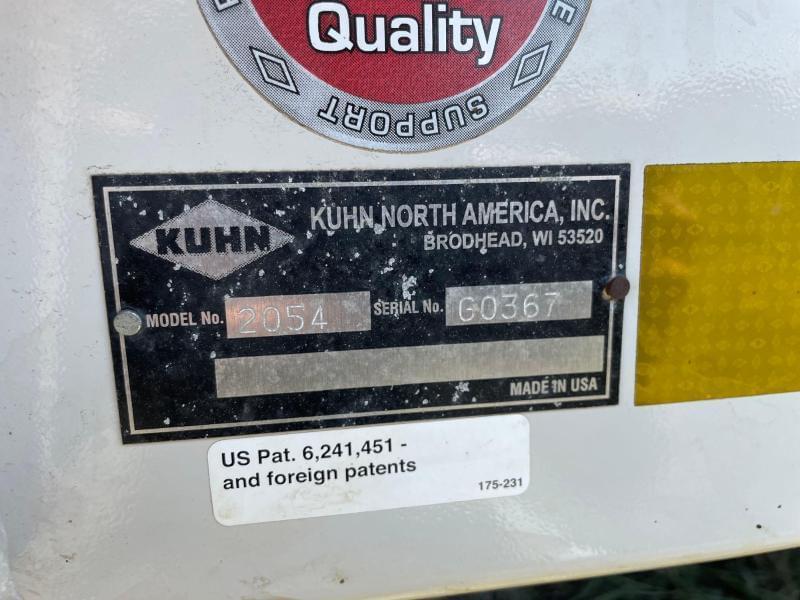 Quality
SUPPORT
KUHN
KUHN NORTH AMERICA, INC.
BRODHEAD, WI 53520
MODEL No. 2054 SERIAL No. G0367
MADE IN USA
US Pat. 6,241,451 -
and foreign patents
175-231